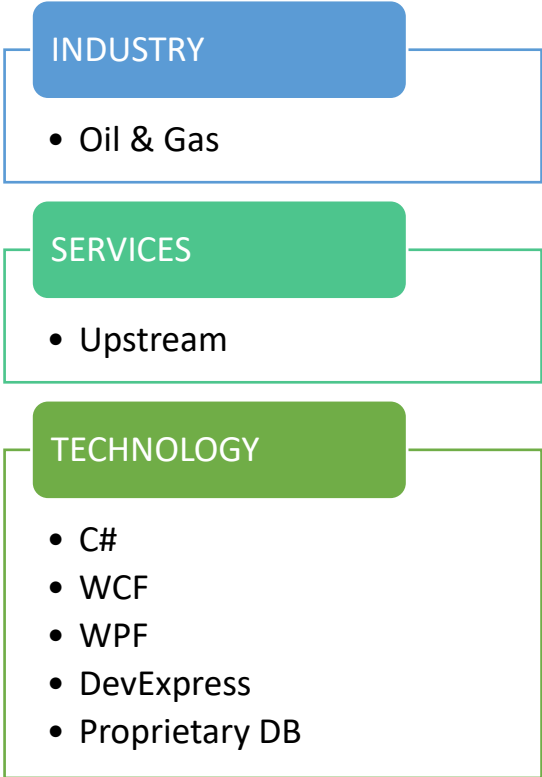 INDUSTRY
• Oil & Gas
SERVICES
• Upstream
TECHNOLOGY
• C#
• WCF
• WPF
• DevExpress
• Proprietary DB